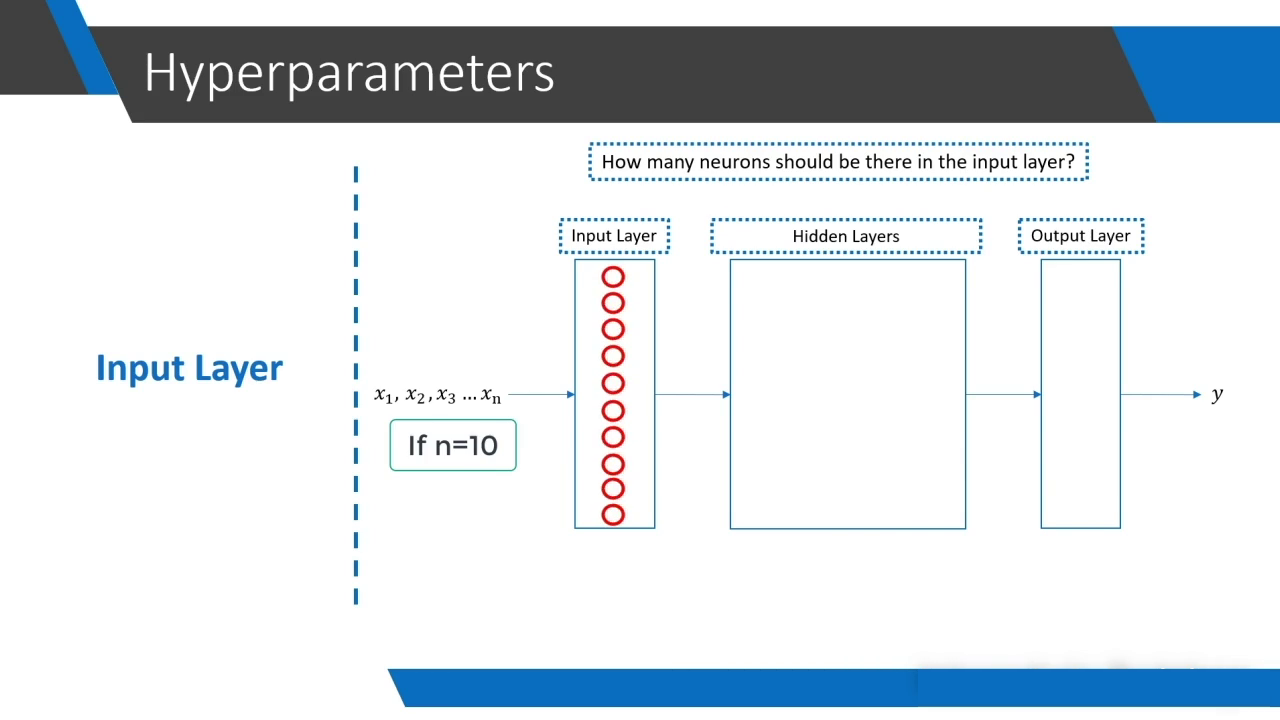 Hyperparameters
How many neurons should be there in the input layer?
Input Layer
Hidden Layers
Output Layer
Input Layer
x₁, x₂, x₃ ... xₙ
y
If n=10